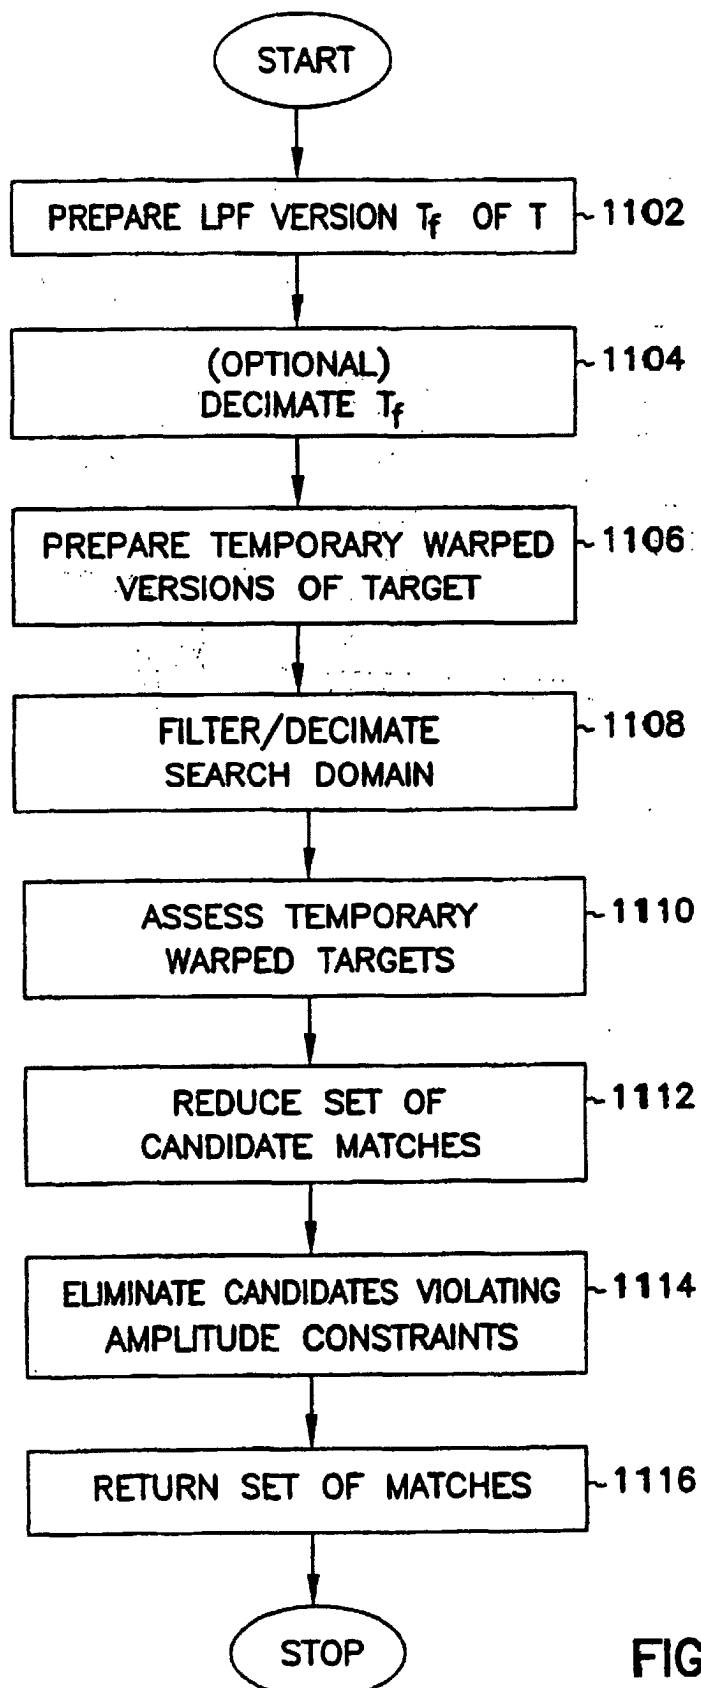 START
PREPARE LPF VERSION Tf OF T
1102
(OPTIONAL)
DECIMATE Tf
1104
PREPARE TEMPORARY WARPED
VERSIONS OF TARGET
1106
FILTER/DECIMATE
SEARCH DOMAIN
1108
ASSESS TEMPORARY
WARPED TARGETS
1110
REDUCE SET OF
CANDIDATE MATCHES
1112
ELIMINATE CANDIDATES VIOLATING
AMPLITUDE CONSTRAINTS
1114
RETURN SET OF MATCHES
1116
STOP
FIG